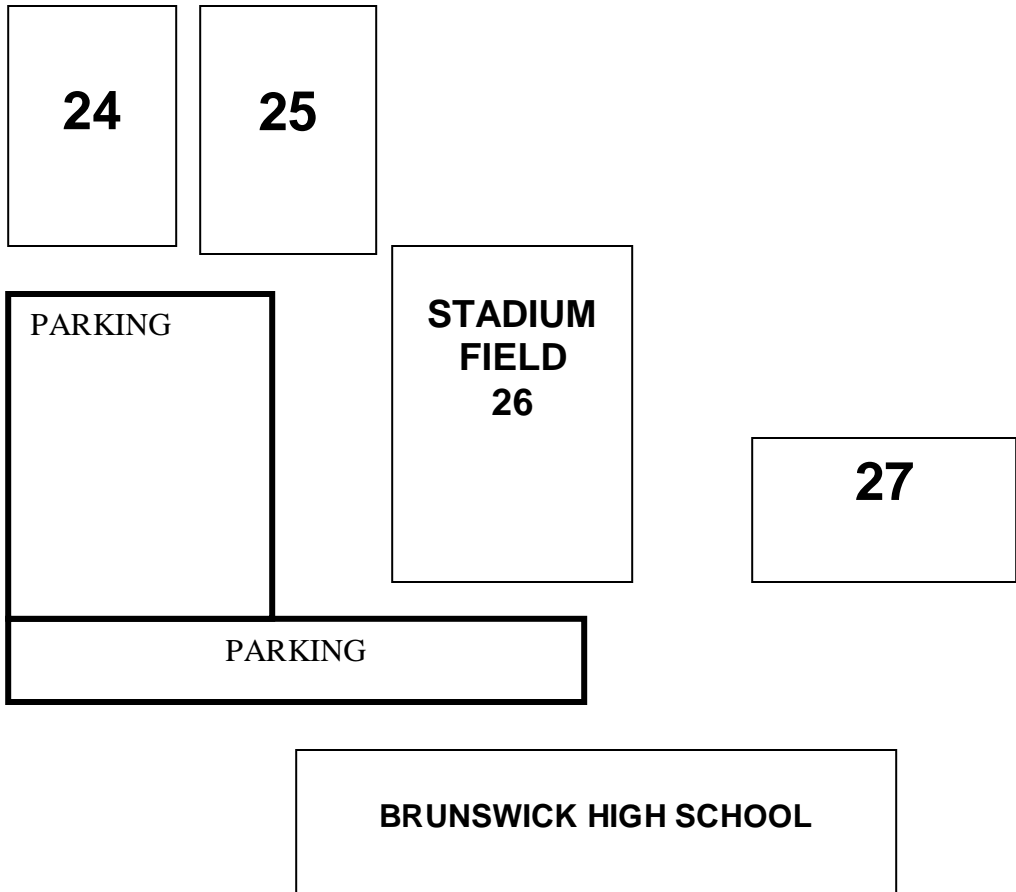 24
25
PARKING
STADIUM
FIELD
26
27
PARKING
BRUNSWICK HIGH SCHOOL